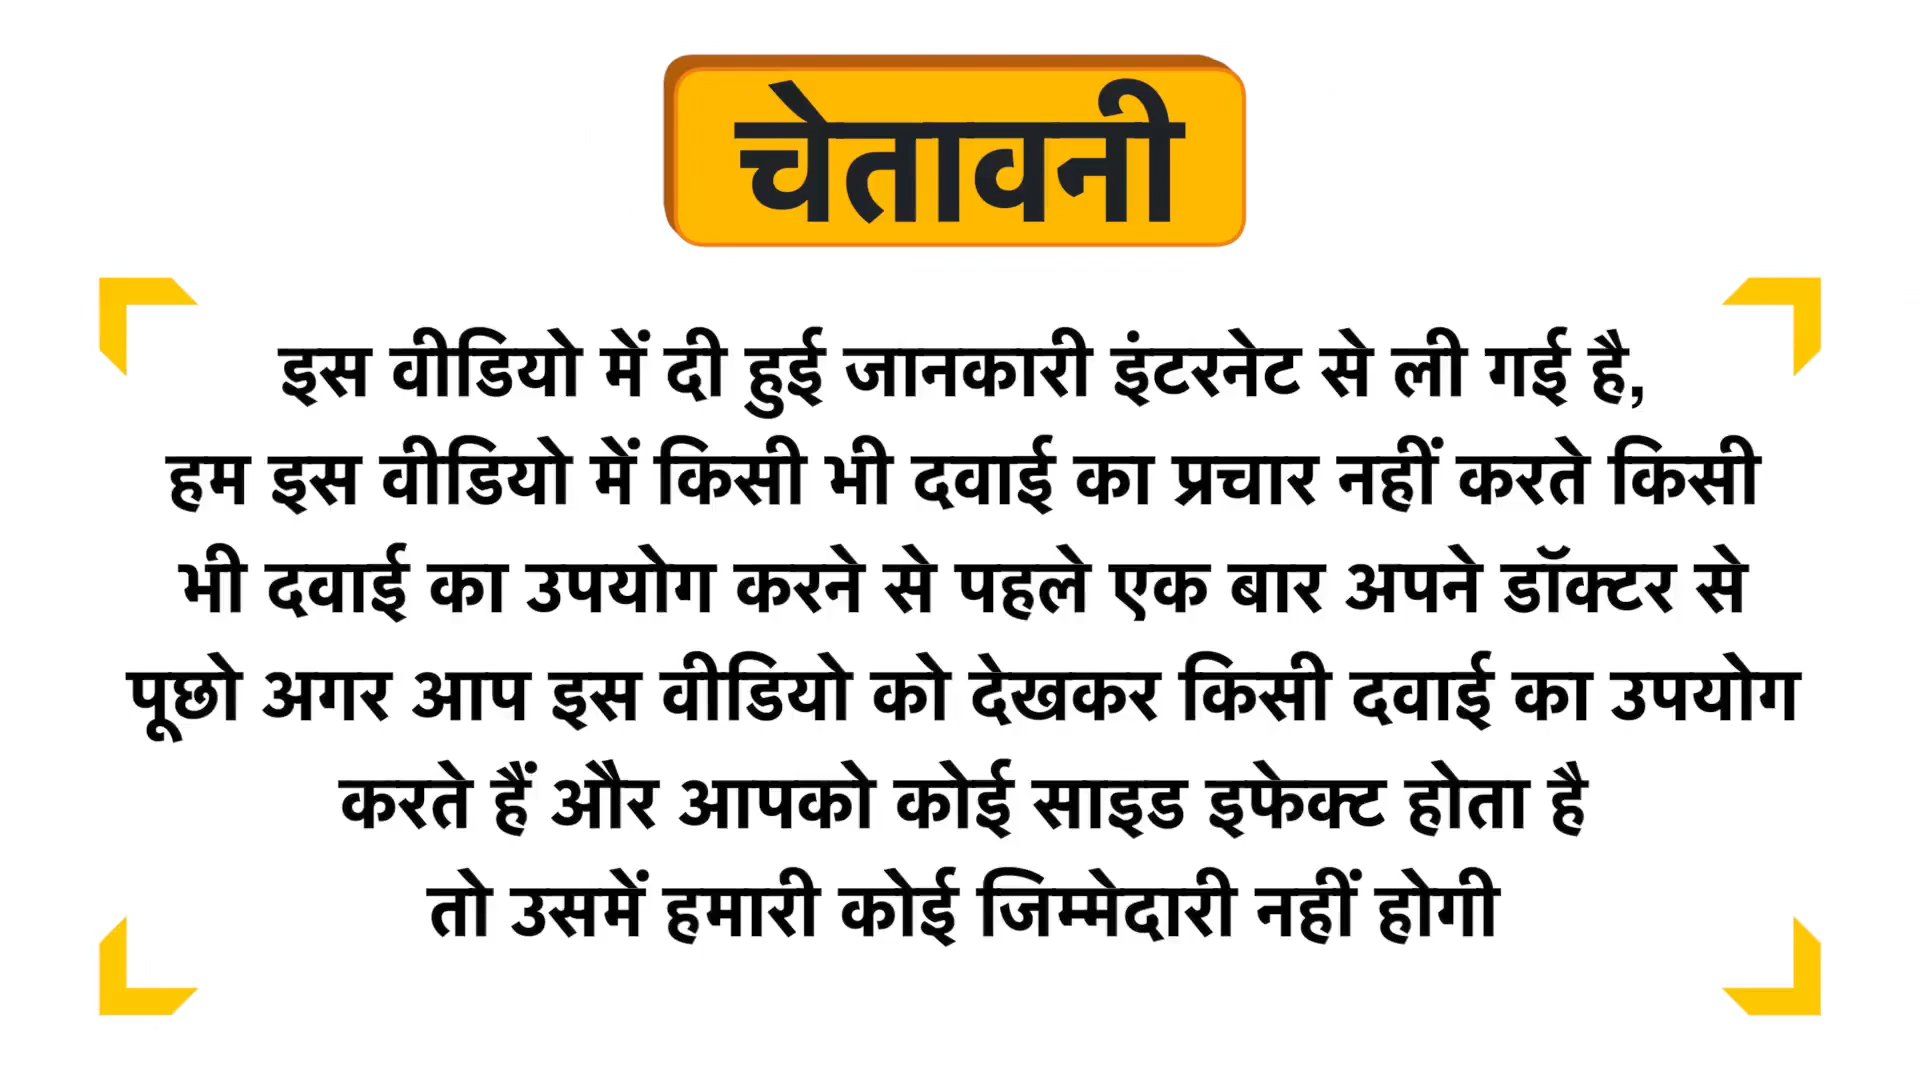 चेतावनी
इस वीडियो में दी हुई जानकारी इंटरनेट से ली गई है,
हम इस वीडियो में किसी भी दवाई का प्रचार नहीं करते किसी
भी दवाई का उपयोग करने से पहले एक बार अपने डॉक्टर से
पूछो अगर आप इस वीडियो को देखकर किसी दवाई का उपयोग
करते हैं और आपको कोई साइड इफेक्ट होता है
तो उसमें हमारी कोई जिम्मेदारी नहीं होगी